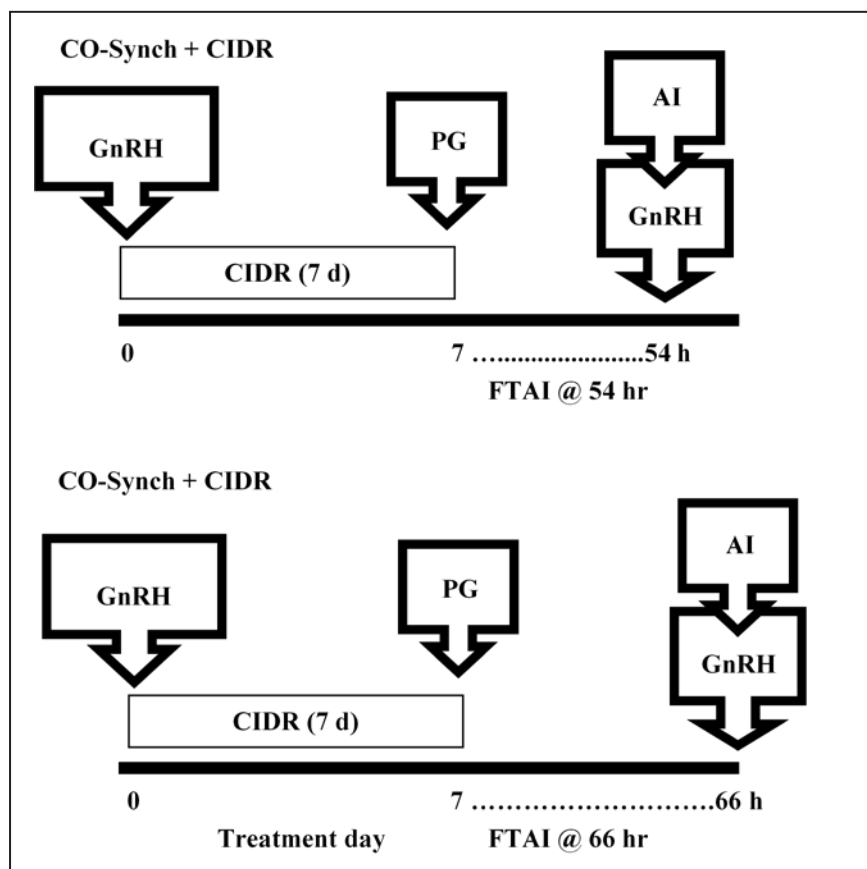 CO-Synch + CIDR
AI
GnRH
PG
GnRH
CIDR (7 d)
0
7 ….......................54 h
FTAI @ 54 hr
CO-Synch + CIDR
AI
GnRH
PG
GnRH
CIDR (7 d)
0
7 ……………………….66 h
Treatment day
FTAI @ 66 hr